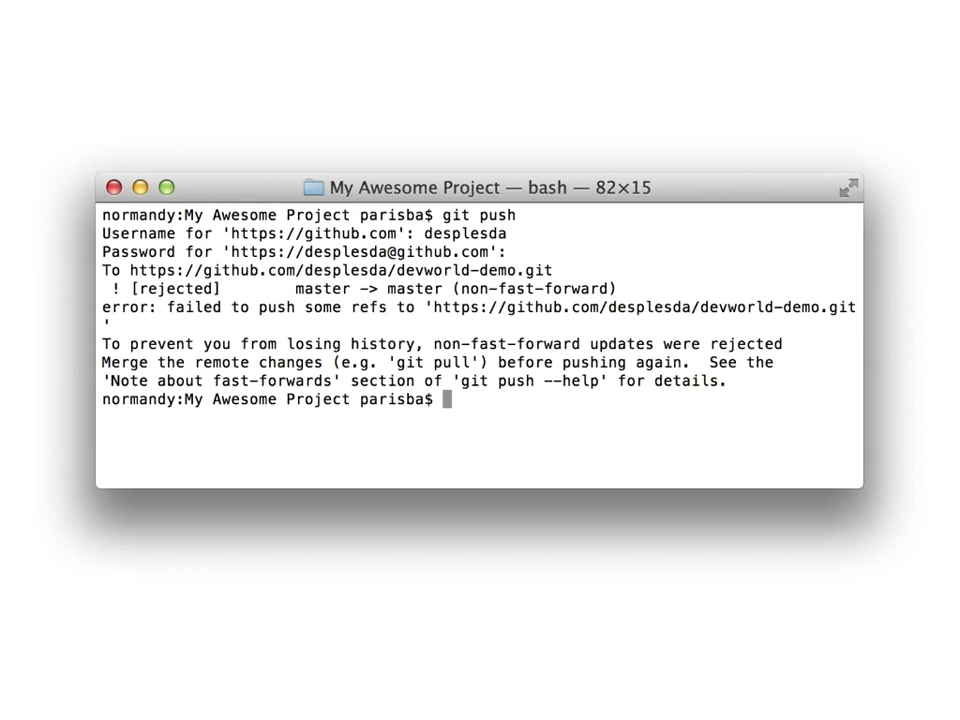 My Awesome Project — bash — 82×15
normandy:My Awesome Project parisba$ git push
Username for 'https://github.com': desplesda
Password for 'https://desplesda@github.com':
To https://github.com/desplesda/devworld-demo.git
 ! [rejected]        master -> master (non-fast-forward)
error: failed to push some refs to 'https://github.com/desplesda/devworld-demo.git
'
To prevent you from losing history, non-fast-forward updates were rejected
Merge the remote changes (e.g. 'git pull') before pushing again.  See the
'Note about fast-forwards' section of 'git push --help' for details.
normandy:My Awesome Project parisba$